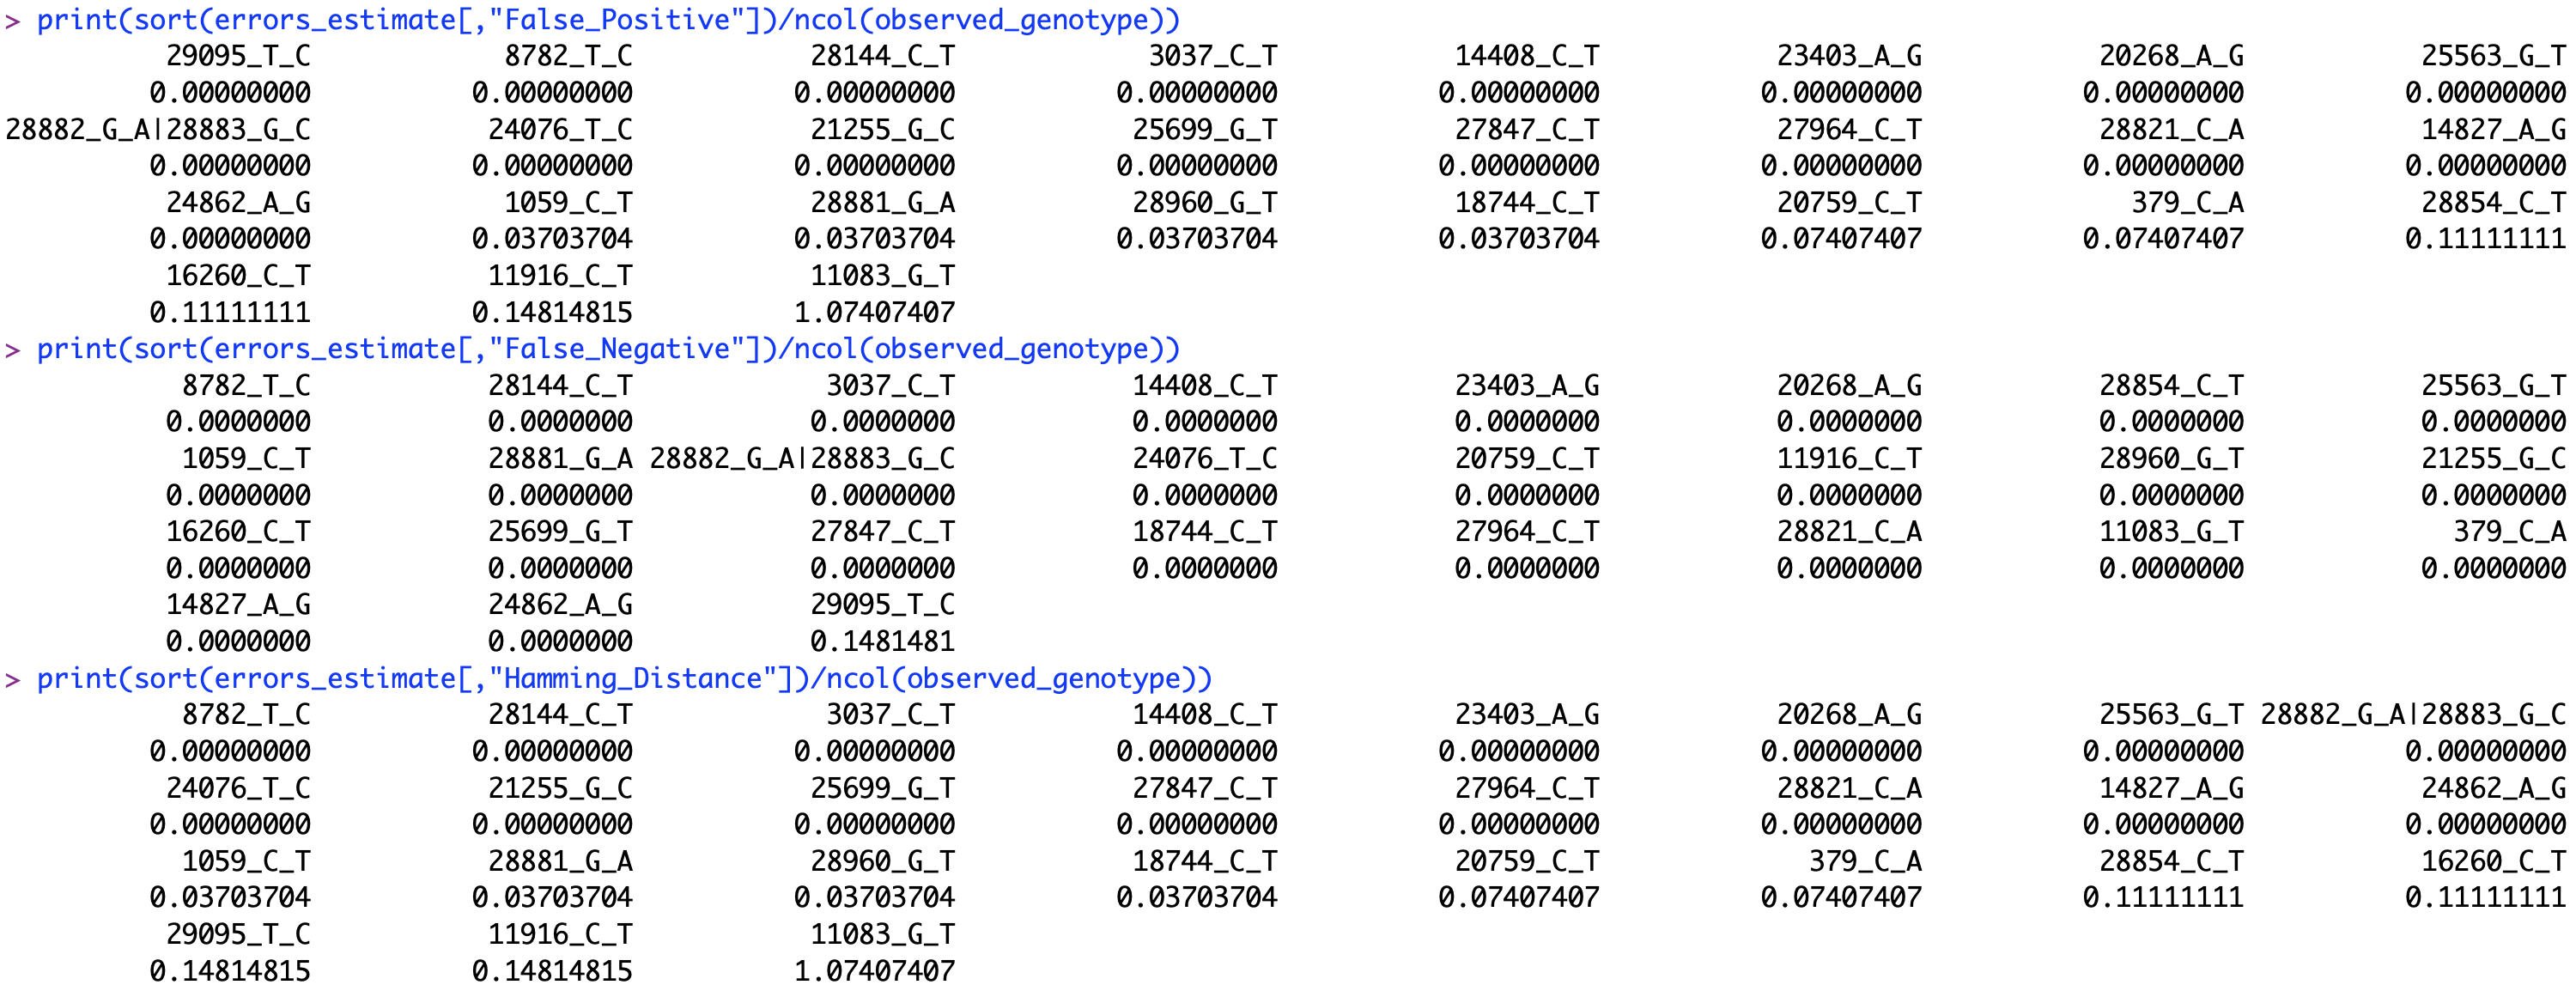 > print(sort(errors_estimate[,"False_Positive"])/ncol(observed_genotype))
29095_T_C 8782_T_C 28144_C_T 3037_C_T 14408_C_T 23403_A_G 20268_A_G 25563_G_T
0.00000000 0.00000000 0.00000000 0.00000000 0.00000000 0.00000000 0.00000000 0.00000000
28882_G_A|28883_G_C 24076_T_C 21255_G_C 25699_G_T 27847_C_T 27964_C_T 28821_C_A 14827_A_G
0.00000000 0.00000000 0.00000000 0.00000000 0.00000000 0.00000000 0.00000000 0.00000000
24862_A_G 1059_C_T 28881_G_A 28960_G_T 18744_C_T 20759_C_T 379_C_A 28854_C_T
0.00000000 0.03703704 0.03703704 0.03703704 0.03703704 0.07407407 0.07407407 0.11111111
16260_C_T 11916_C_T 11083_G_T
0.11111111 0.14814815 1.07407407
> print(sort(errors_estimate[,"False_Negative"])/ncol(observed_genotype))
8782_T_C 28144_C_T 3037_C_T 14408_C_T 23403_A_G 20268_A_G 28854_C_T 25563_G_T
0.0000000 0.0000000 0.0000000 0.0000000 0.0000000 0.0000000 0.0000000 0.0000000
1059_C_T 28881_G_A 28882_G_A|28883_G_C 24076_T_C 20759_C_T 11916_C_T 28960_G_T 21255_G_C
0.0000000 0.0000000 0.0000000 0.0000000 0.0000000 0.0000000 0.0000000 0.0000000
16260_C_T 25699_G_T 27847_C_T 18744_C_T 27964_C_T 28821_C_A 11083_G_T 379_C_A
0.0000000 0.0000000 0.0000000 0.0000000 0.0000000 0.0000000 0.0000000 0.0000000
14827_A_G 24862_A_G 29095_T_C
0.0000000 0.0000000 0.1481481
> print(sort(errors_estimate[,"Hamming_Distance"])/ncol(observed_genotype))
8782_T_C 28144_C_T 3037_C_T 14408_C_T 23403_A_G 20268_A_G 25563_G_T 28882_G_A|28883_G_C
0.00000000 0.00000000 0.00000000 0.00000000 0.00000000 0.00000000 0.00000000 0.00000000
24076_T_C 21255_G_C 25699_G_T 27847_C_T 27964_C_T 28821_C_A 14827_A_G 24862_A_G
0.00000000 0.00000000 0.00000000 0.00000000 0.00000000 0.00000000 0.00000000 0.00000000
1059_C_T 28881_G_A 28960_G_T 18744_C_T 20759_C_T 379_C_A 28854_C_T 16260_C_T
0.03703704 0.03703704 0.03703704 0.03703704 0.07407407 0.07407407 0.11111111 0.11111111
29095_T_C 11916_C_T 11083_G_T
0.14814815 0.14814815 1.07407407